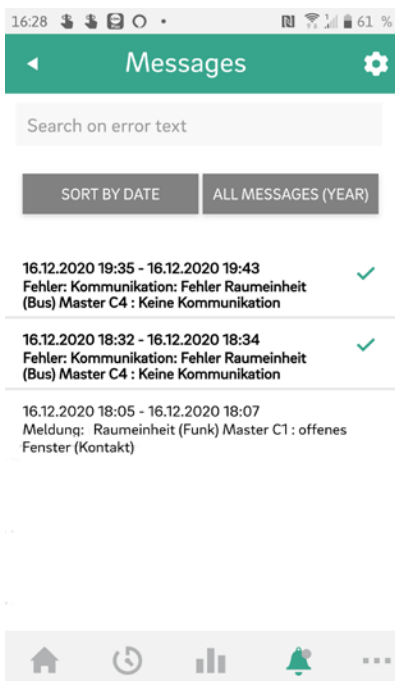 16:28 61 %
Messages
Search on error text
SORT BY DATE ALL MESSAGES (YEAR)
16.12.2020 19:35 - 16.12.2020 19:43
Fehler: Kommunikation: Fehler Raumeinheit
(Bus) Master C4 : Keine Kommunikation
16.12.2020 18:32 - 16.12.2020 18:34
Fehler: Kommunikation: Fehler Raumeinheit
(Bus) Master C4 : Keine Kommunikation
16.12.2020 18:05 - 16.12.2020 18:07
Meldung: Raumeinheit (Funk) Master C1 : offenes
Fenster (Kontakt)